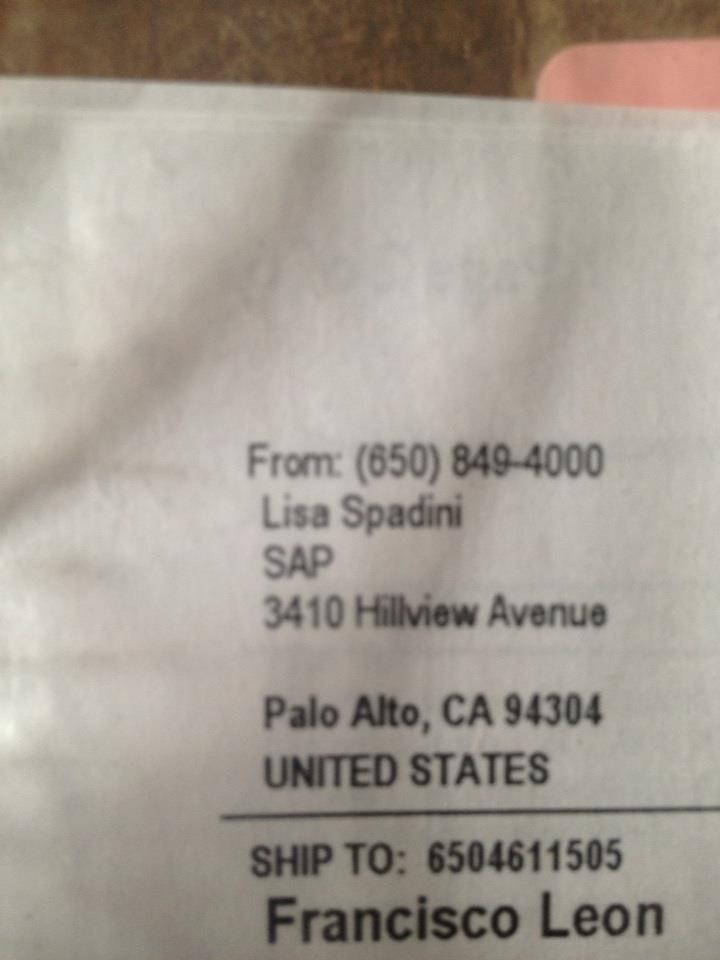 From: (650) 849-4000
Lisa Spadini
SAP
3410 Hillview Avenue
Palo Alto, CA 94304
UNITED STATES
SHIP TO: 6504611505
Francisco Leon